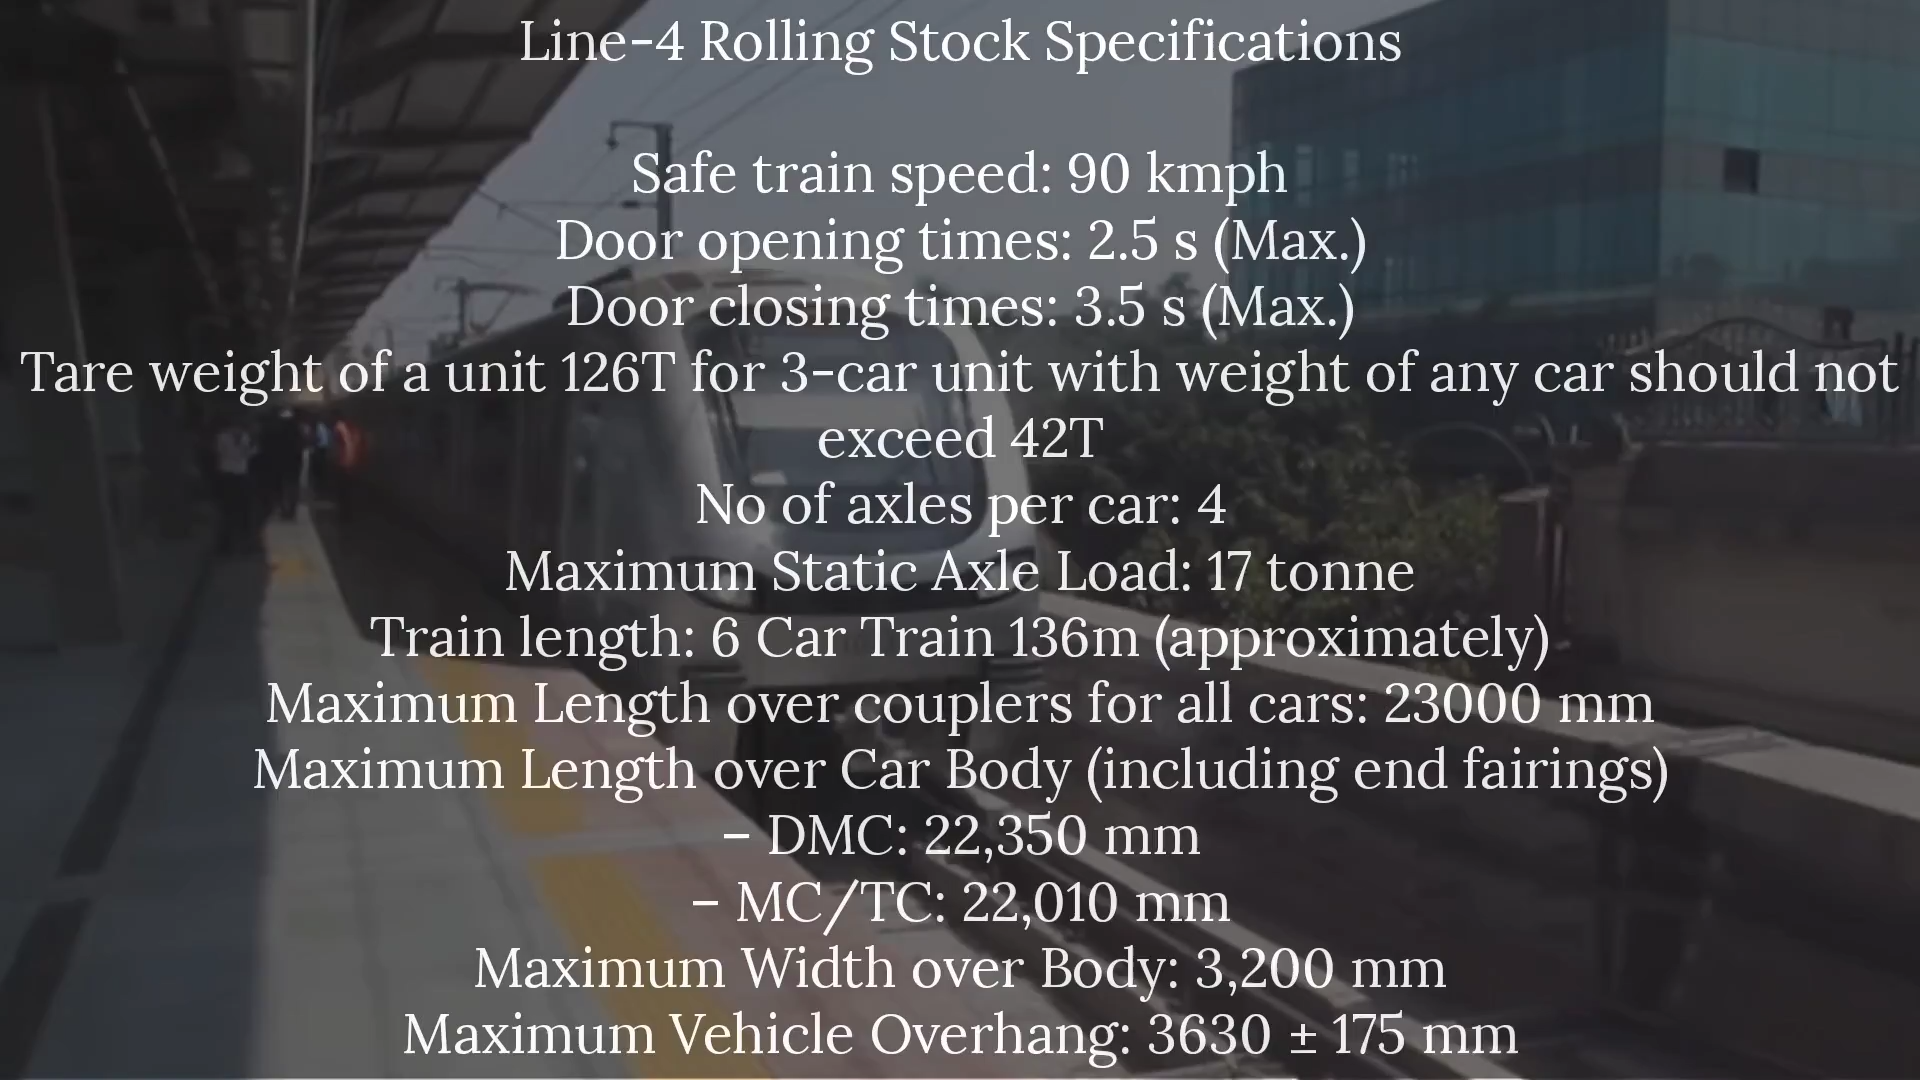 Line-4 Rolling Stock Specifications
Safe train speed: 90 kmph
Door opening times: 2.5 s (Max.)
Door closing times: 3.5 s (Max.)
Tare weight of a unit 126T for 3-car unit with weight of any car should not
exceed 42T
No of axles per car: 4
Maximum Static Axle Load: 17 tonne
Train length: 6 Car Train 136m (approximately)
Maximum Length over couplers for all cars: 23000 mm
Maximum Length over Car Body (including end fairings)
– DMC: 22,350 mm
– MC/TC: 22,010 mm
Maximum Width over Body: 3,200 mm
Maximum Vehicle Overhang: 3630 ± 175 mm